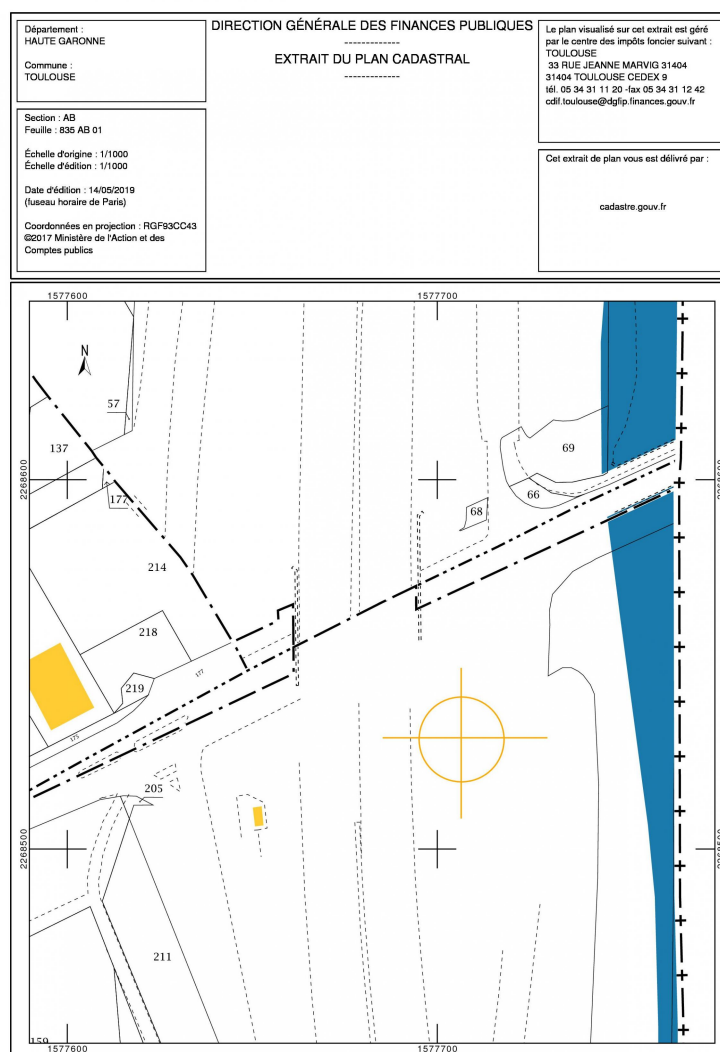 Département :
HAUTE GARONNE
Commune :
TOULOUSE
Section : AB
Feuille : 835 AB 01
Échelle d'origine : 1/1000
Échelle d'édition : 1/1000
Date d'édition : 14/05/2019
(fuseau horaire de Paris)
Coordonnées en projection : RGF93CC43
©2017 Ministère de l'Action et des
Comptes publics
DIRECTION GÉNÉRALE DES FINANCES PUBLIQUES
-------------
EXTRAIT DU PLAN CADASTRAL
-------------
Le plan visualisé sur cet extrait est géré
par le centre des impôts foncier suivant :
TOULOUSE
33 RUE JEANNE MARVIG 31404
31404 TOULOUSE CEDEX 9
tél. 05 34 31 11 20 -fax 05 34 31 12 42
cdif.toulouse@dgfip.finances.gouv.fr
Cet extrait de plan vous est délivré par :
cadastre.gouv.fr
1577600
1577700
N
57
137
69
2268600
2268600
177
66
68
214
218
177
219
175
205
2268500
2268500
211
159
1577600
1577700